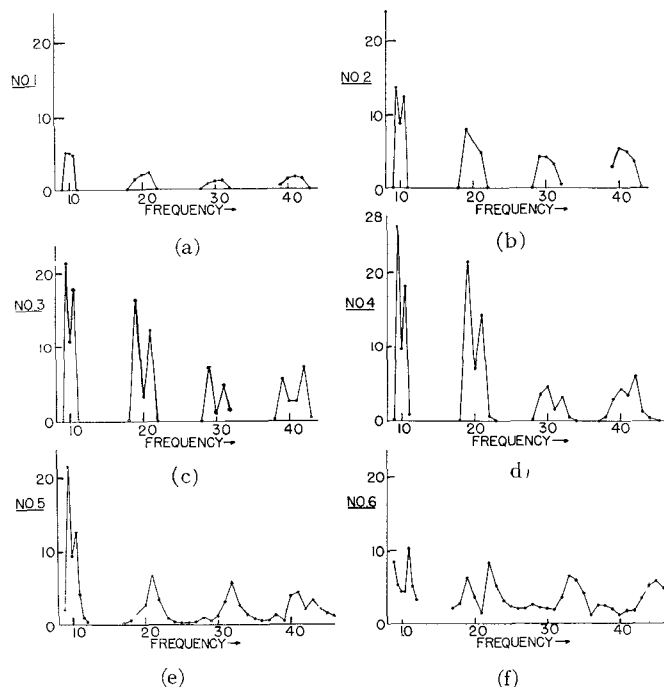 20
NO.1
10
0
10 20 30 40
FREQUENCY→
(a)
20
NO.2
10
0
10 20 30 40
FREQUENCY→
(b)
20
NO.3
10
0
10 20 30 40
FREQUENCY→
(c)
28
20
NO.4
10
0
10 20 30 40
FREQUENCY→
d)
20
NO.5
10
0
10 20 30 40
FREQUENCY→
(e)
20
NO.6
10
0
10 20 30 40
FREQUENCY→
(f)